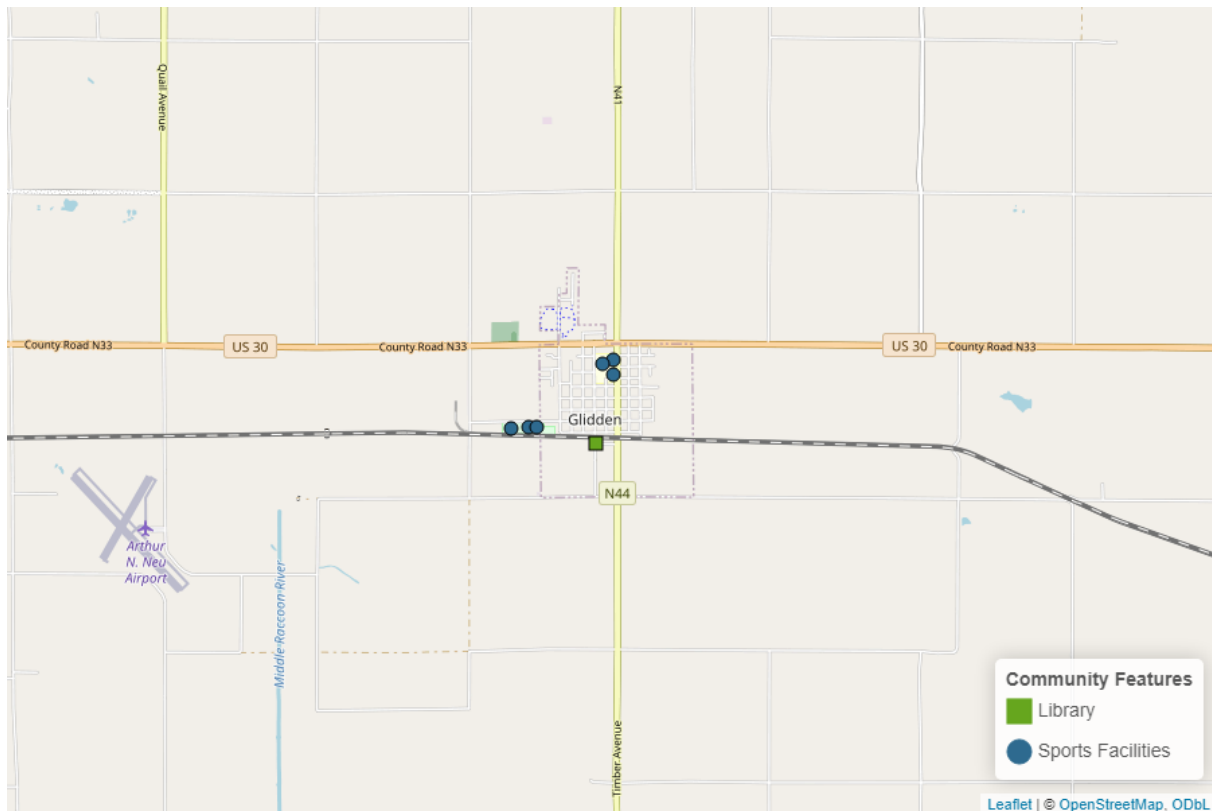 Quail Avenue
N41
County Road N33
US 30
County Road N33
US 30
County Road N33
Glidden
N44
Arthur
N. Neu
Airport
Middle Raccoon River
Timber Avenue
Community Features
Library
Sports Facilities
Leaflet | © OpenStreetMap, ODbL